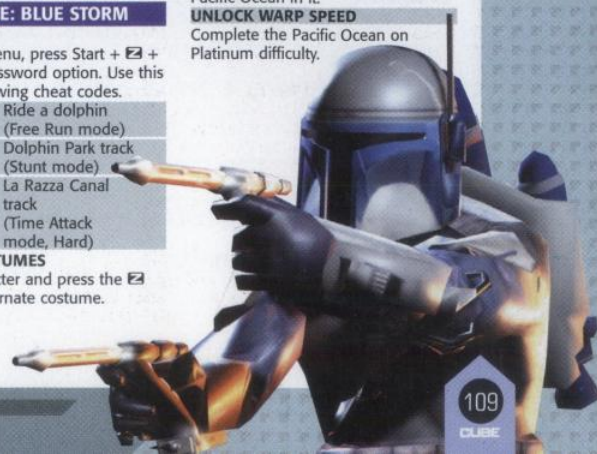 E: BLUE STORM
enu, press Start + Z +
ssword option. Use this
wing cheat codes.
Ride a dolphin
(Free Run mode)
Dolphin Park track
(Stunt mode)
La Razza Canal
track
(Time Attack
mode, Hard)
TUMES
ter and press the Z
rnate costume.
Pacific Ocean in it.
UNLOCK WARP SPEED
Complete the Pacific Ocean on
Platinum difficulty.
109
CUBE